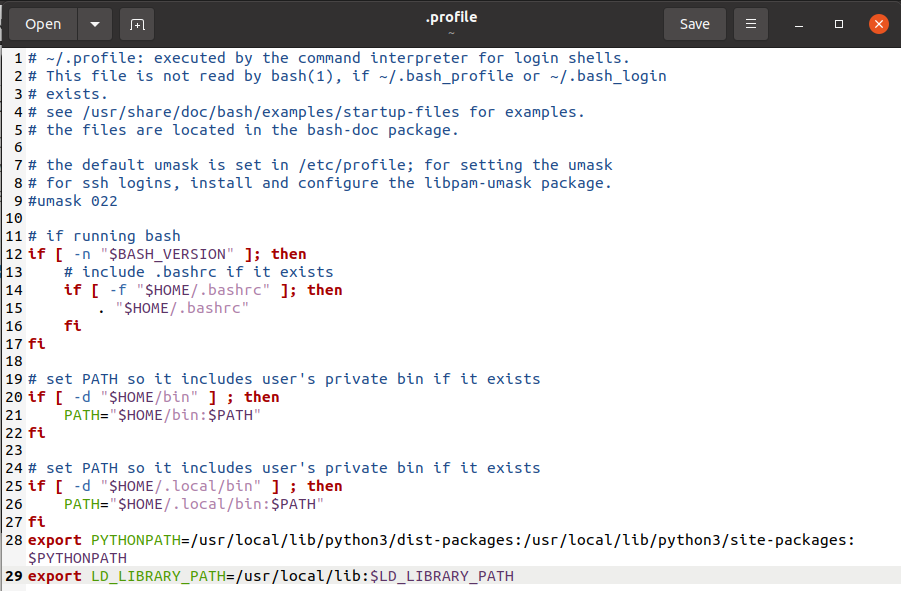 Open
.profile
~
Save
1 # ~/.profile: executed by the command interpreter for login shells.
2 # This file is not read by bash(1), if ~/.bash_profile or ~/.bash_login
3 # exists.
4 # see /usr/share/doc/bash/examples/startup-files for examples.
5 # the files are located in the bash-doc package.
6
7 # the default umask is set in /etc/profile; for setting the umask
8 # for ssh logins, install and configure the libpam-umask package.
9 #umask 022
10
11 # if running bash
12 if [ -n "$BASH_VERSION" ]; then
13     # include .bashrc if it exists
14     if [ -f "$HOME/.bashrc" ]; then
15         . "$HOME/.bashrc"
16     fi
17 fi
18
19 # set PATH so it includes user's private bin if it exists
20 if [ -d "$HOME/bin" ] ; then
21     PATH="$HOME/bin:$PATH"
22 fi
23
24 # set PATH so it includes user's private bin if it exists
25 if [ -d "$HOME/.local/bin" ] ; then
26     PATH="$HOME/.local/bin:$PATH"
27 fi
28 export PYTHONPATH=/usr/local/lib/python3/dist-packages:/usr/local/lib/python3/site-packages:
$PYTHONPATH
29 export LD_LIBRARY_PATH=/usr/local/lib:$LD_LIBRARY_PATH